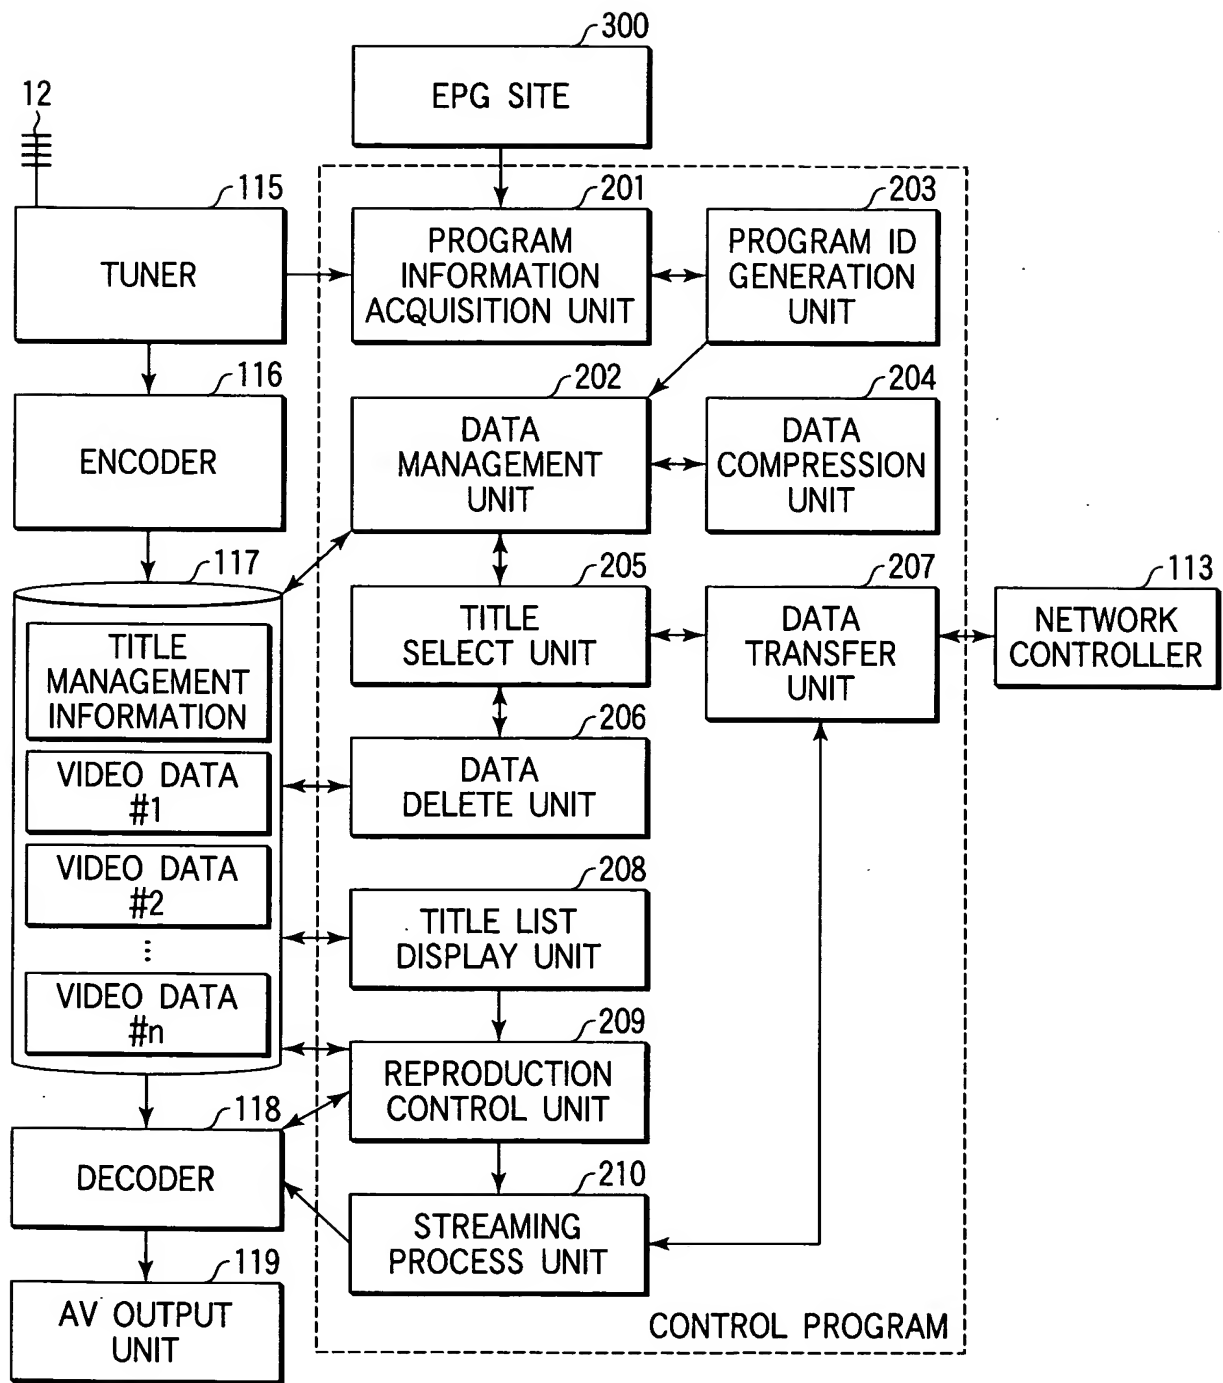 300
EPG SITE
12
115
TUNER
201
PROGRAM
INFORMATION
ACQUISITION UNIT
203
PROGRAM ID
GENERATION
UNIT
116
ENCODER
202
DATA
MANAGEMENT
UNIT
204
DATA
COMPRESSION
UNIT
117
TITLE
MANAGEMENT
INFORMATION
VIDEO DATA
#1
VIDEO DATA
#2
...
VIDEO DATA
#n
205
TITLE
SELECT UNIT
207
DATA
TRANSFER
UNIT
113
NETWORK
CONTROLLER
206
DATA
DELETE UNIT
208
TITLE LIST
DISPLAY UNIT
209
REPRODUCTION
CONTROL UNIT
118
DECODER
210
STREAMING
PROCESS UNIT
119
AV OUTPUT
UNIT
CONTROL PROGRAM